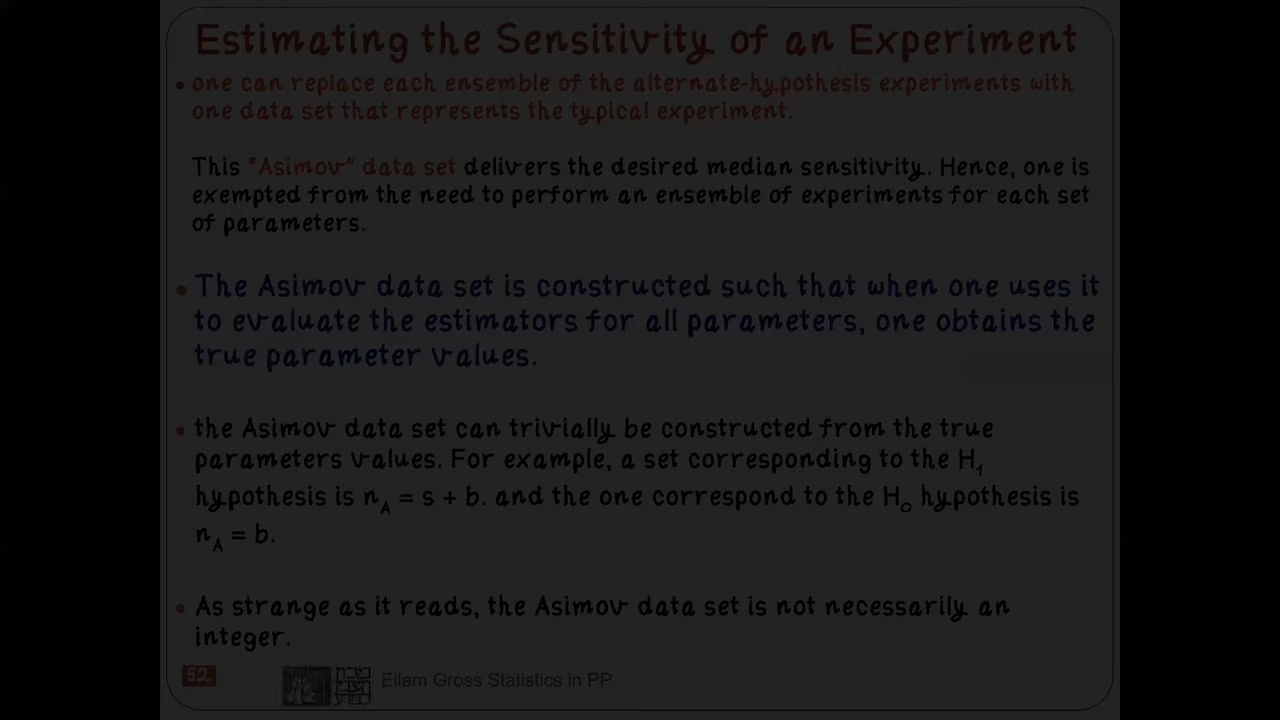 Estimating the Sensitivity of an Experiment
• one can replace each ensemble of the alternate-hypothesis experiments with
one data set that represents the typical experiment.
This "Asimov" data set delivers the desired median sensitivity. Hence, one is
exempted from the need to perform an ensemble of experiments for each set
of parameters.
• The Asimov data set is constructed such that when one uses it
to evaluate the estimators for all parameters, one obtains the
true parameter values.
• the Asimov data set can trivially be constructed from the true
parameters values. For example, a set corresponding to the H₁
hypothesis is n_A = s + b. and the one correspond to the H₀ hypothesis is
n_A = b.
• As strange as it reads, the Asimov data set is not necessarily an
integer.
52 Eilam Gross Statistics in PP